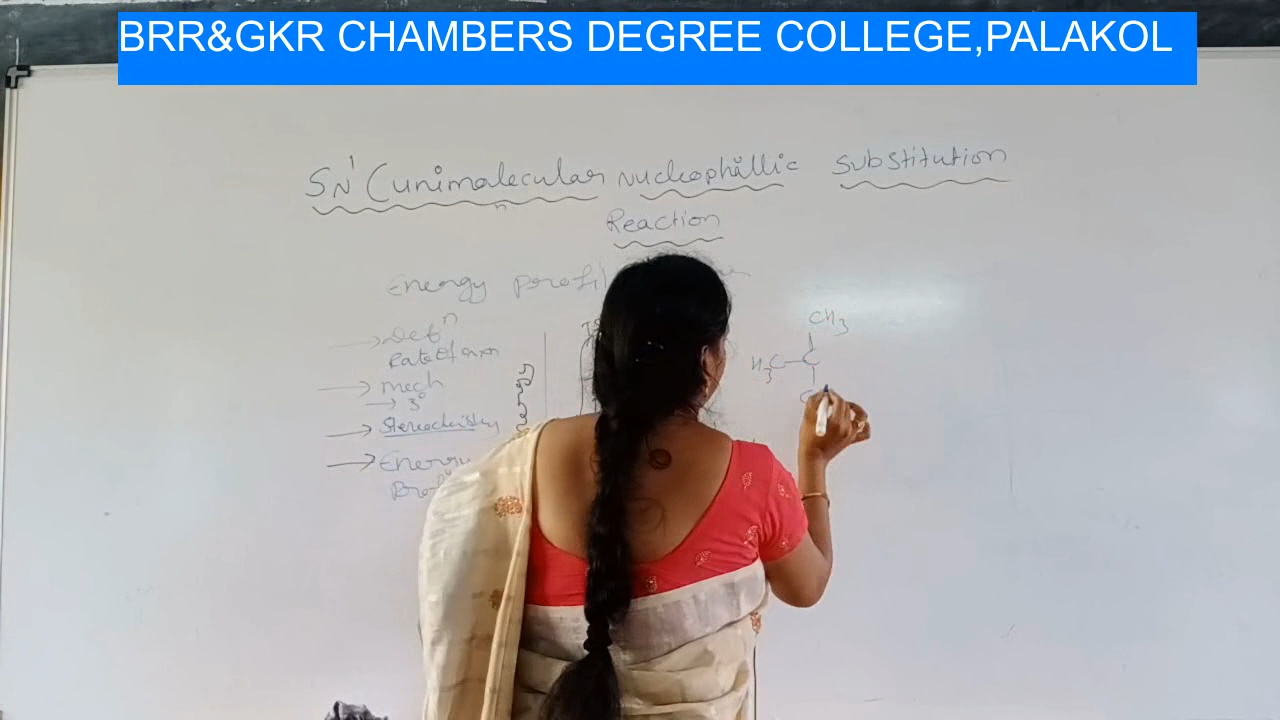 BRR&GKR CHAMBERS DEGREE COLLEGE,PALAKOL
SN1 (unimolecular nucleophillic substitution
Reaction
Energy
→ Defn
Rate of rxn
→ Mech
→ 3°
→ Stereochemistry
→ Energy
CH3
H3C-C